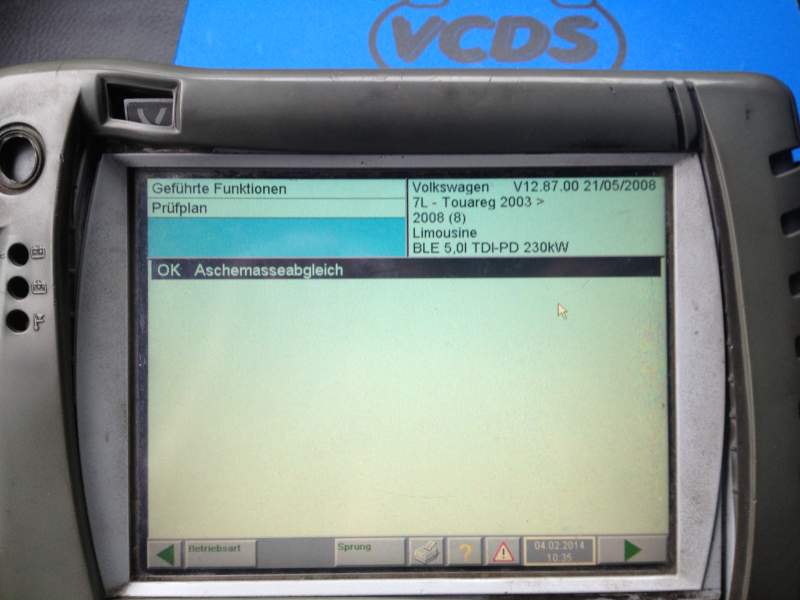 VCDS
Geführte Funktionen
Prüfplan
Volkswagen V12.87.00 21/05/2008
7L - Touareg 2003 >
2008 (8)
Limousine
BLE 5,0l TDI-PD 230kW
OK Aschemasseabgleich
Betriebsart
Sprung
?
04.02.2014
10:35